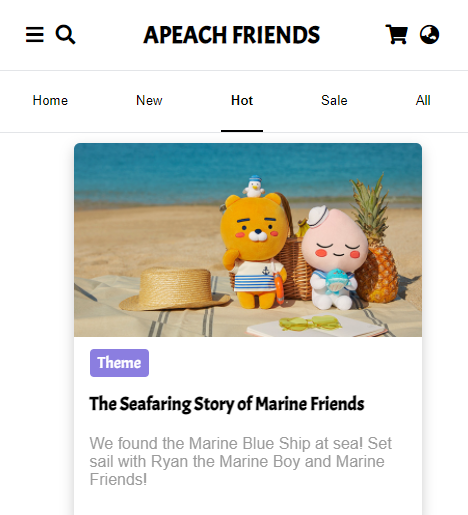 APEACH FRIENDS
Home New Hot Sale All
Theme
The Seafaring Story of Marine Friends
We found the Marine Blue Ship at sea! Set
sail with Ryan the Marine Boy and Marine
Friends!